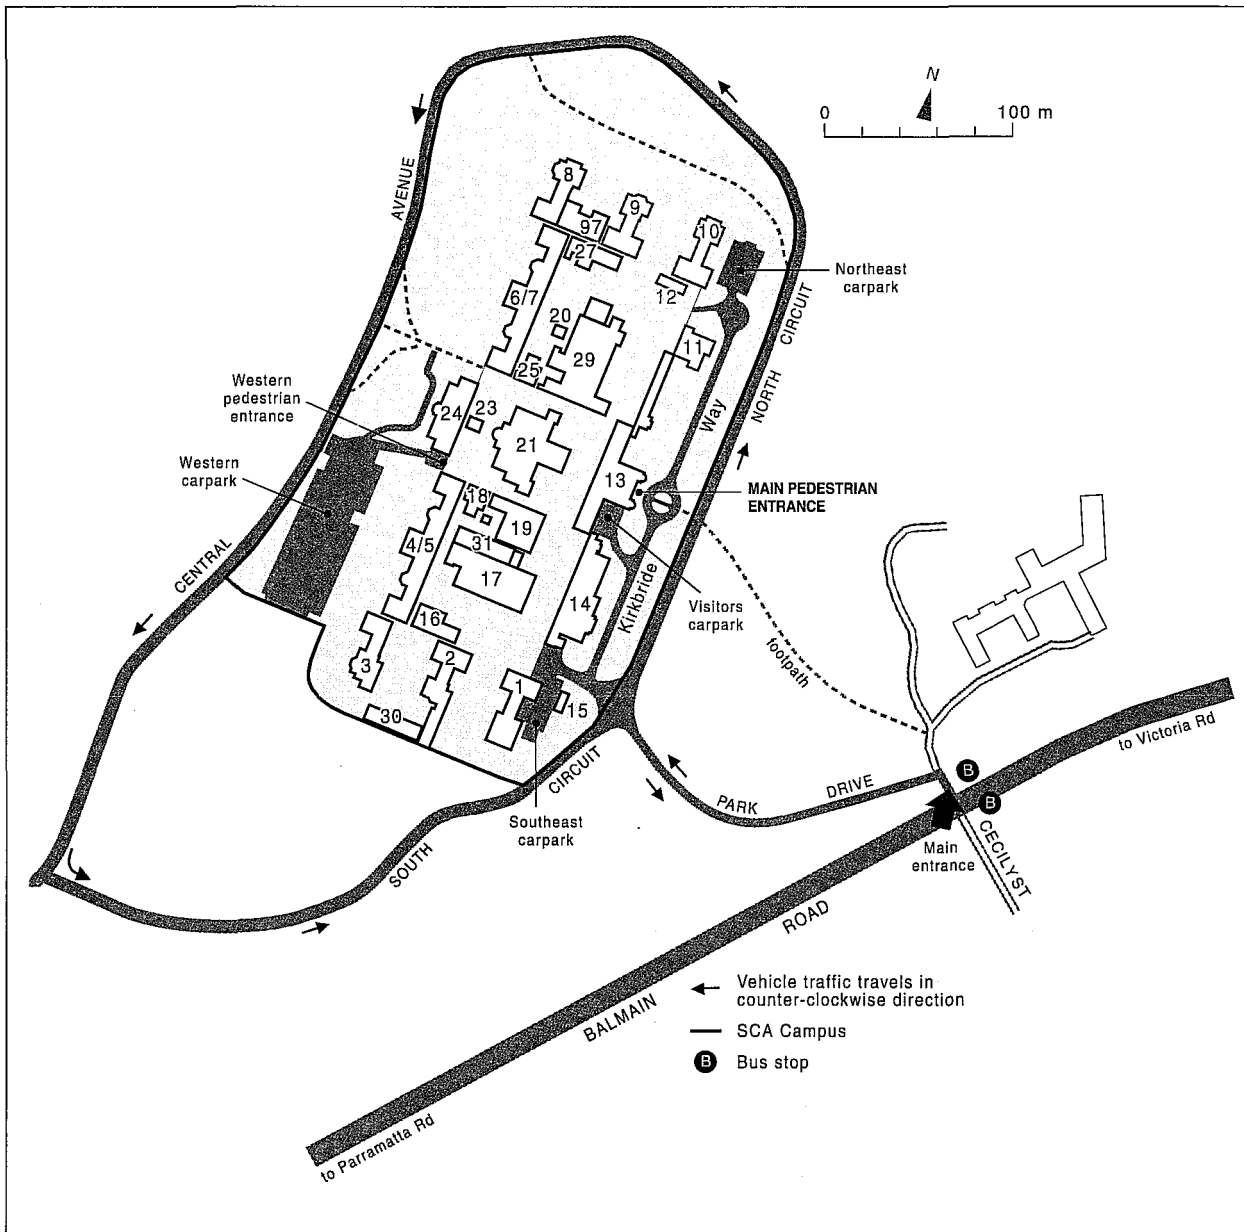 N
0
100 m
AVENUE
8
9
97
10
27
Northeast
carpark
12
6/7
20
CIRCUIT
11
29
25
Western
pedestrian
entrance
24
23
Way
NORTH
21
Western
carpark
13
MAIN PEDESTRIAN
ENTRANCE
18
19
4/5
31
17
CENTRAL
14
Kirkbride
Visitors
carpark
16
footpath
3
2
1
15
30
to Victoria Rd
B
CIRCUIT
PARK
DRIVE
B
Southeast
carpark
Main
entrance
CECILY ST
SOUTH
ROAD
Vehicle traffic travels in
counter-clockwise direction
BALMAIN
SCA Campus
B
Bus stop
to Parramatta Rd